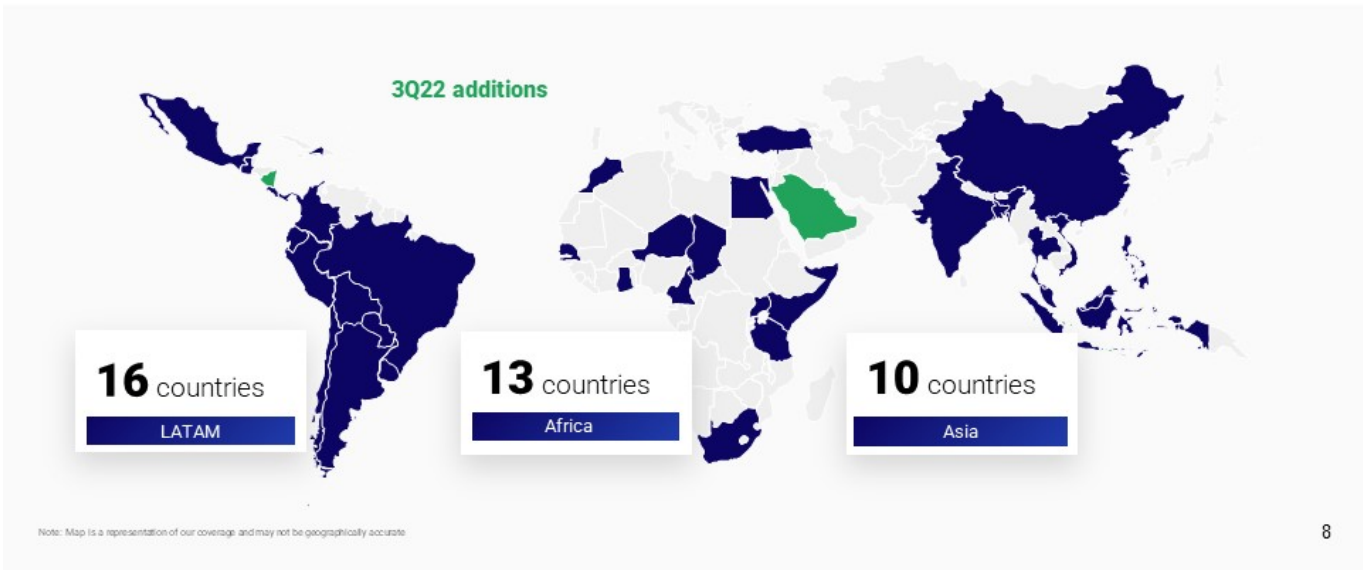 3Q22 additions
16 countries
LATAM
13 countries
Africa
10 countries
Asia
Note: Map is a representation of our coverage and may not be geographically accurate
8